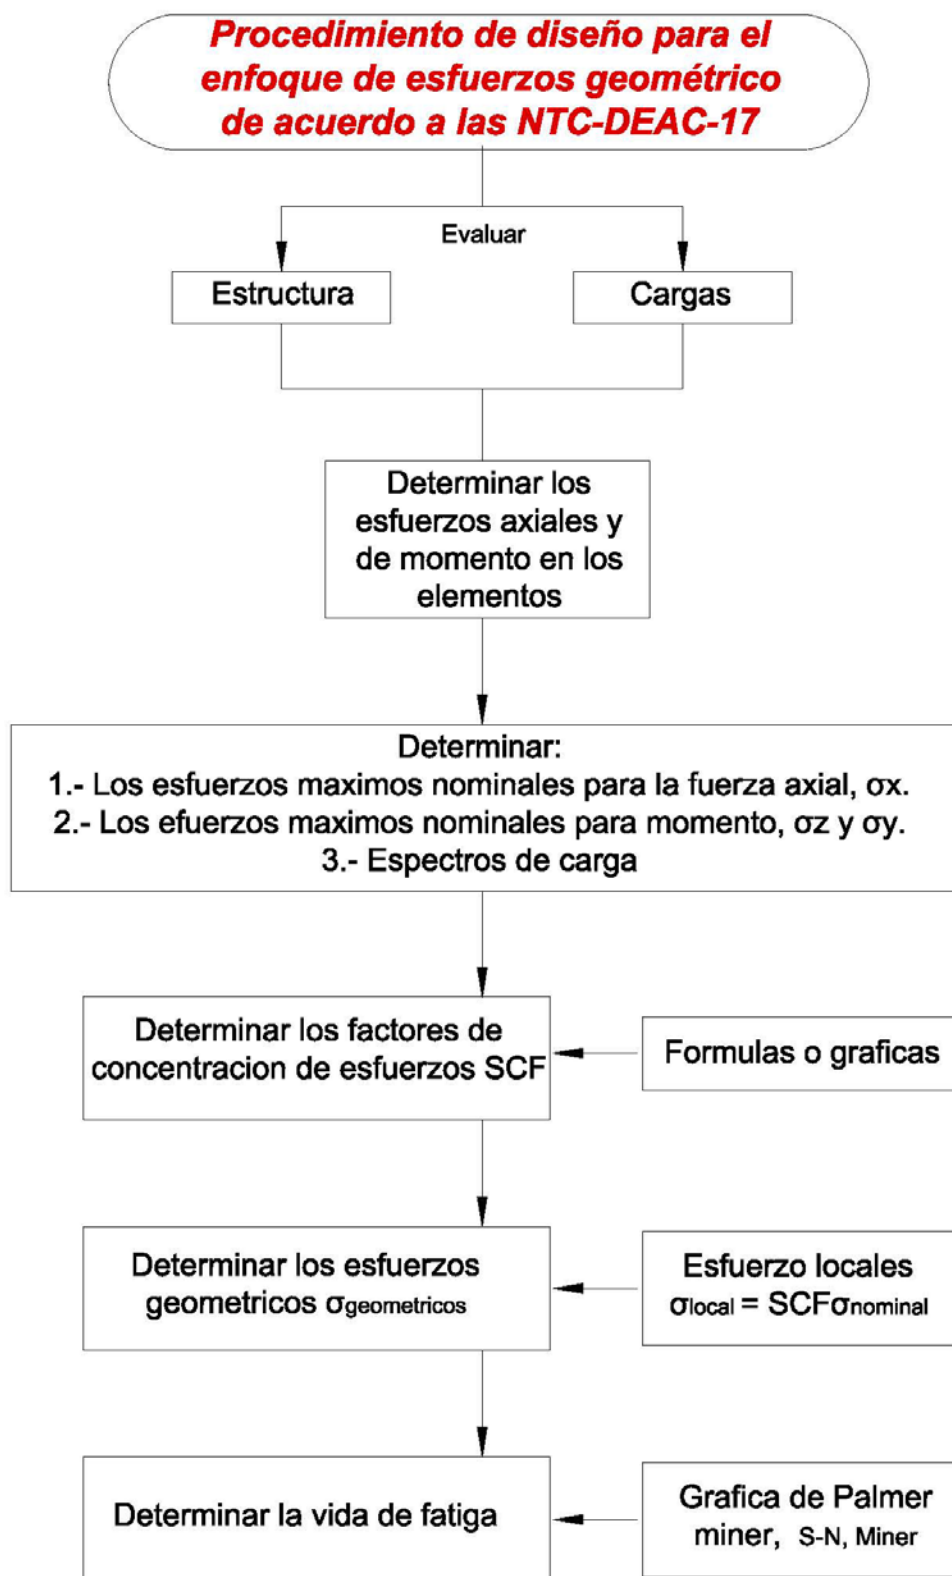 Procedimiento de diseño para el
enfoque de esfuerzos geométrico
de acuerdo a las NTC-DEAC-17
Evaluar
Estructura
Cargas
Determinar los
esfuerzos axiales y
de momento en los
elementos
Determinar:
1.- Los esfuerzos maximos nominales para la fuerza axial, σx.
2.- Los efuerzos maximos nominales para momento, σz y σy.
3.- Espectros de carga
Determinar los factores de
concentracion de esfuerzos SCF
Formulas o graficas
Determinar los esfuerzos
geometricos σgeometricos
Esfuerzo locales
σlocal = SCFσnominal
Determinar la vida de fatiga
Grafica de Palmer
miner, S-N, Miner